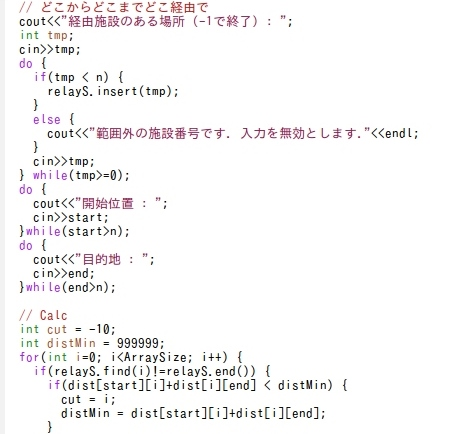 // どこからどこまでどこ経由で
cout<<"経由施設のある場所（-1で終了）: ";
int tmp;
cin>>tmp;
do {
if(tmp < n) {
relayS.insert(tmp);
}
else {
cout<<"範囲外の施設番号です. 入力を無効とします."<<endl;
}
cin>>tmp;
} while(tmp>=0);
do {
cout<<"開始位置 : ";
cin>>start;
}while(start>n);
do {
cout<<"目的地 : ";
cin>>end;
}while(end>n);
// Calc
int cut = -10;
int distMin = 999999;
for(int i=0; i<ArraySize; i++) {
if(relayS.find(i)!=relayS.end()) {
if(dist[start][i]+dist[i][end] < distMin) {
cut = i;
distMin = dist[start][i]+dist[i][end];
}